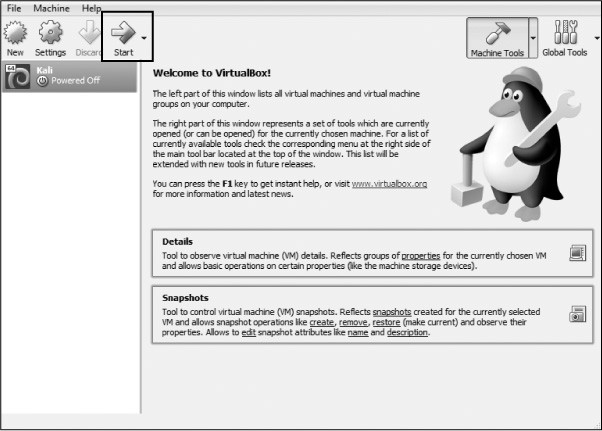 File Machine Help
New Settings Discard Start Machine Tools Global Tools
64 Kali
Powered Off
Welcome to VirtualBox!
The left part of this window lists all virtual machines and virtual machine
groups on your computer.
The right part of this window represents a set of tools which are currently
opened (or can be opened) for the currently chosen machine. For a list of
currently available tools check the corresponding menu at the right side of
the main tool bar located at the top of the window. This list will be
extended with new tools in future releases.
You can press the F1 key to get instant help, or visit www.virtualbox.org
for more information and latest news.
Details
Tool to observe virtual machine (VM) details. Reflects groups of properties for the currently chosen VM
and allows basic operations on certain properties (like the machine storage devices).
Snapshots
Tool to control virtual machine (VM) snapshots. Reflects snapshots created for the currently selected
VM and allows snapshot operations like create, remove, restore (make current) and observe their
properties. Allows to edit snapshot attributes like name and description.